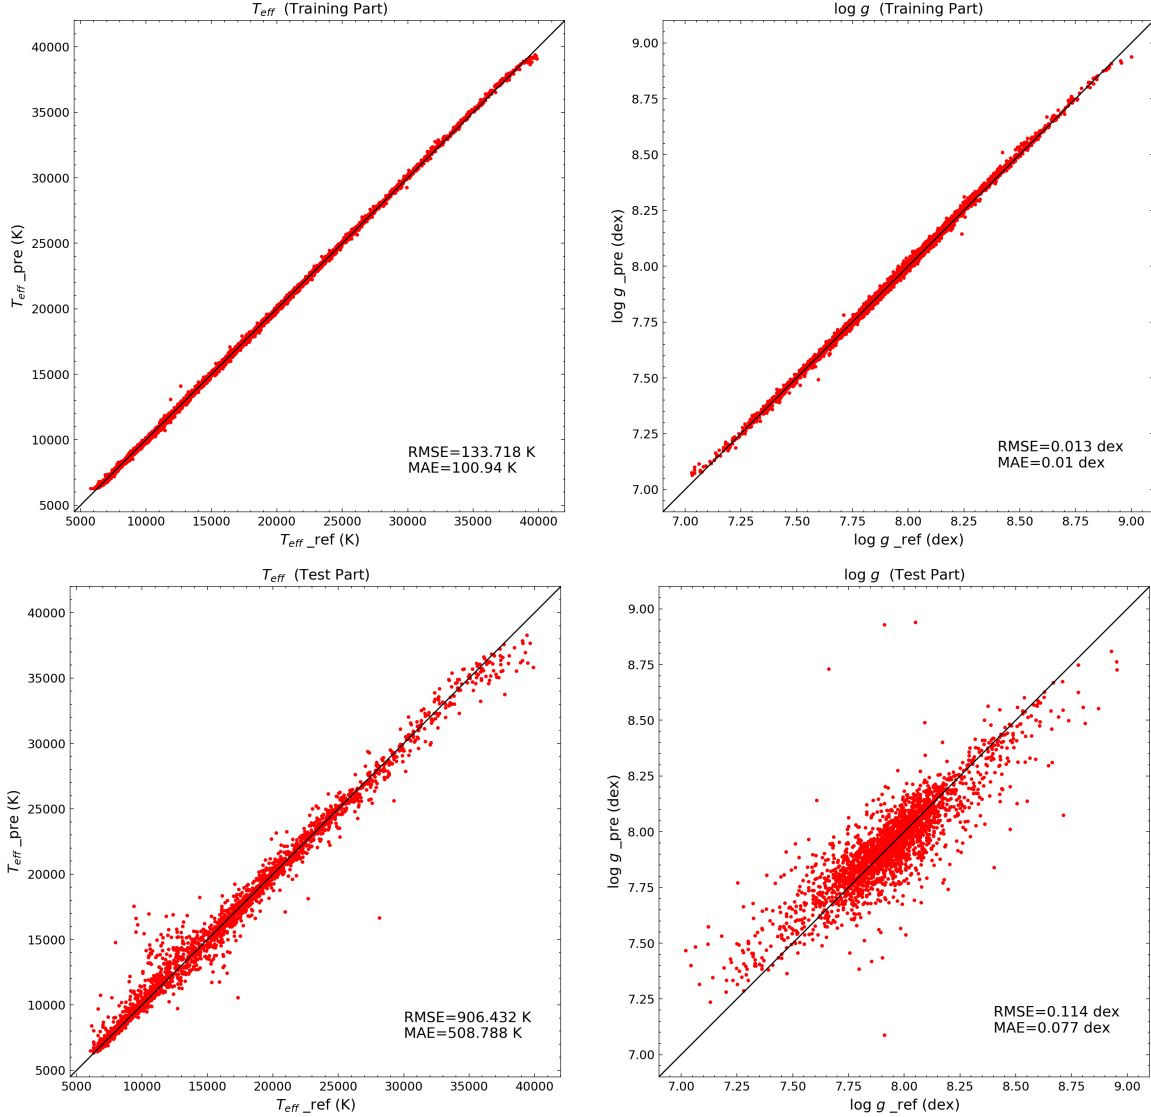 T_eff (Training Part)
40000
35000
30000
25000
20000
15000
10000
5000
T_eff _pre (K)
RMSE=133.718 K
MAE=100.94 K
5000 10000 15000 20000 25000 30000 35000 40000
T_eff _ref (K)
log g (Training Part)
9.00
8.75
8.50
8.25
8.00
7.75
7.50
7.25
7.00
log g _pre (dex)
RMSE=0.013 dex
MAE=0.01 dex
7.00 7.25 7.50 7.75 8.00 8.25 8.50 8.75 9.00
log g _ref (dex)
T_eff (Test Part)
40000
35000
30000
25000
20000
15000
10000
5000
T_eff _pre (K)
RMSE=906.432 K
MAE=508.788 K
5000 10000 15000 20000 25000 30000 35000 40000
T_eff _ref (K)
log g (Test Part)
9.00
8.75
8.50
8.25
8.00
7.75
7.50
7.25
7.00
log g _pre (dex)
RMSE=0.114 dex
MAE=0.077 dex
7.00 7.25 7.50 7.75 8.00 8.25 8.50 8.75 9.00
log g _ref (dex)